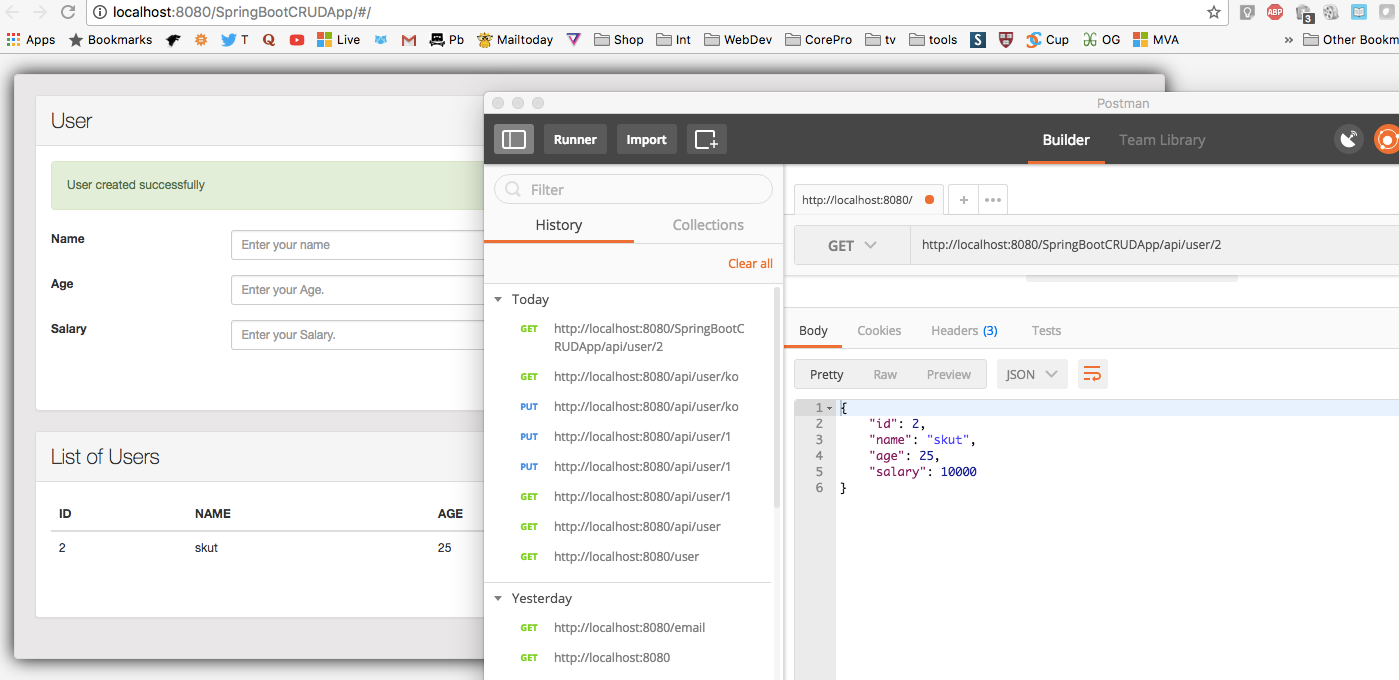 localhost:8080/SpringBootCRUDApp/#/
ABP
3
Apps
Bookmarks
T
Q
Live
Pb
Mailtoday
Shop
Int
WebDev
CorePro
tv
tools
S
Cup
OG
MVA
»
Other Bookm
User
User created successfully
Name
Enter your name
Age
Enter your Age.
Salary
Enter your Salary.
List of Users
ID NAME AGE
2 skut 25
Postman
Runner
Import
Builder
Team Library
Filter
History
Collections
Clear all
Today
GET http://localhost:8080/SpringBootC
RUDApp/api/user/2
GET http://localhost:8080/api/user/ko
PUT http://localhost:8080/api/user/ko
PUT http://localhost:8080/api/user/1
PUT http://localhost:8080/api/user/1
GET http://localhost:8080/api/user/1
GET http://localhost:8080/api/user
GET http://localhost:8080/user
Yesterday
GET http://localhost:8080/email
GET http://localhost:8080
http://localhost:8080/
+
•••
GET
http://localhost:8080/SpringBootCRUDApp/api/user/2
Body
Cookies
Headers (3)
Tests
Pretty
Raw
Preview
JSON
1 {
2 "id": 2,
3 "name": "skut",
4 "age": 25,
5 "salary": 10000
6 }